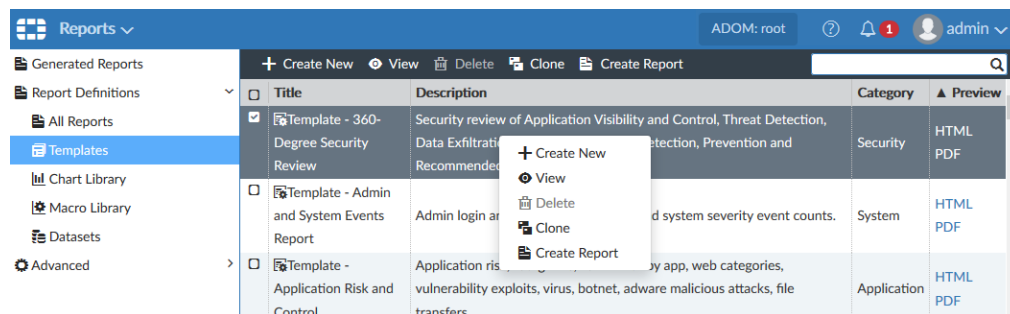 Reports
ADOM: root
1
admin
Generated Reports
Create New View Delete Clone Create Report
Report Definitions
Title Description Category ▲ Preview
All Reports
Templates
Chart Library
Macro Library
Datasets
Advanced
Template - 360-
Degree Security
Review
Security review of Application Visibility and Control, Threat Detection,
Data Exfiltrati etection, Prevention and
Recommended
Security
HTML
PDF
Create New
View
Delete
Clone
Create Report
Template - Admin
and System Events
Report
Admin login an d system severity event counts.
System
HTML
PDF
Template -
Application Risk and
Control
Application ris by app, web categories,
vulnerability exploits, virus, botnet, adware malicious attacks, file
transfers
Application
HTML
PDF